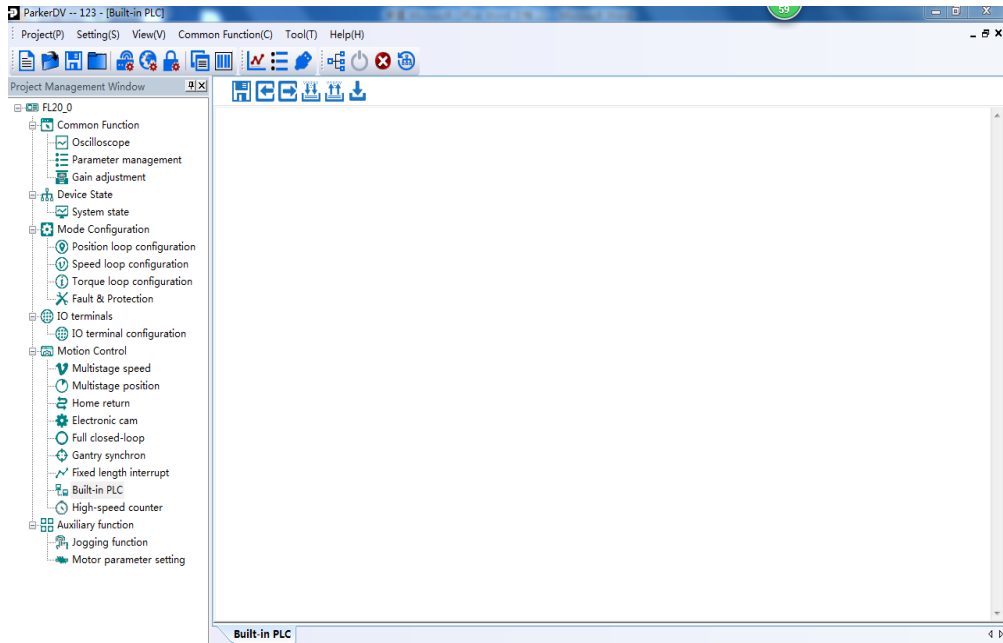 ParkerDV -- 123 - [Built-in PLC]
59
Project(P) Setting(S) View(V) Common Function(C) Tool(T) Help(H)
Project Management Window
FL20_0
Common Function
Oscilloscope
Parameter management
Gain adjustment
Device State
System state
Mode Configuration
Position loop configuration
Speed loop configuration
Torque loop configuration
Fault & Protection
IO terminals
IO terminal configuration
Motion Control
Multistage speed
Multistage position
Home return
Electronic cam
Full closed-loop
Gantry synchron
Fixed length interrupt
Built-in PLC
High-speed counter
Auxiliary function
Jogging function
Motor parameter setting
Built-in PLC